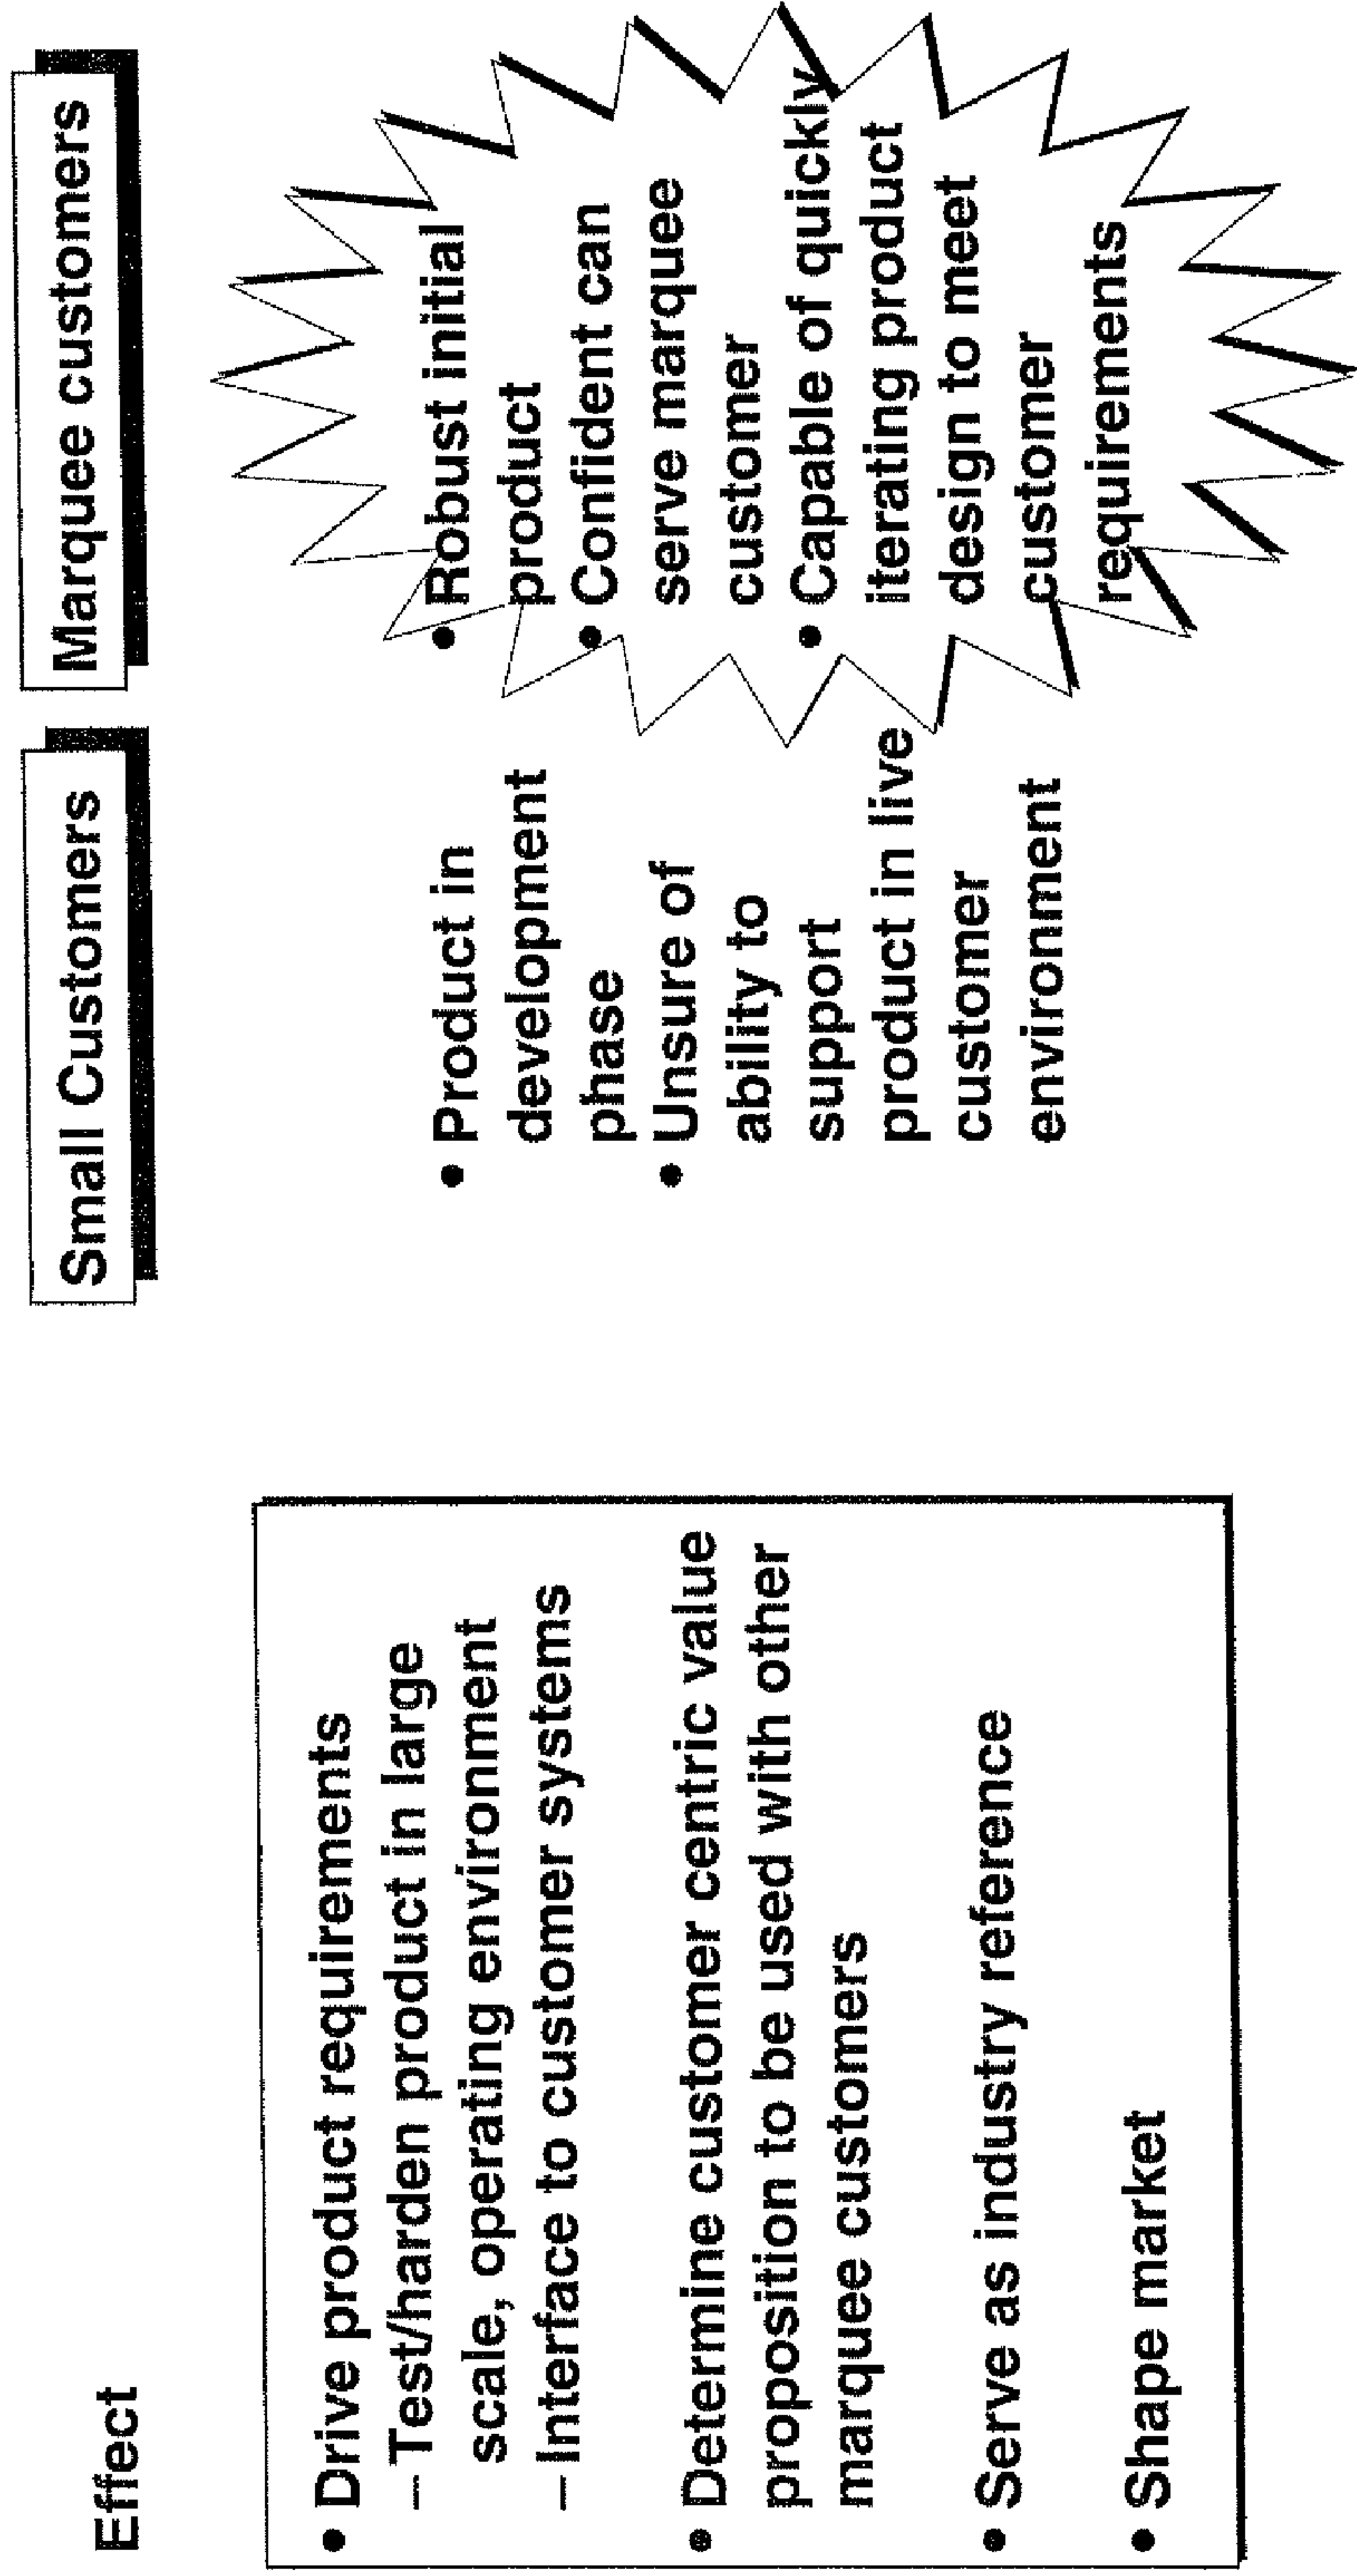 Effect
• Drive product requirements
– Test/harden product in large
scale, operating environment
– Interface to customer systems
• Determine customer centric value
proposition to be used with other
marquee customers
• Serve as industry reference
• Shape market
Small Customers
• Product in
development
phase
• Unsure of
ability to
support
product in live
customer
environment
Marquee customers
• Robust initial
product
• Confident can
serve marquee
customer
• Capable of quickly
iterating product
design to meet
customer
requirements